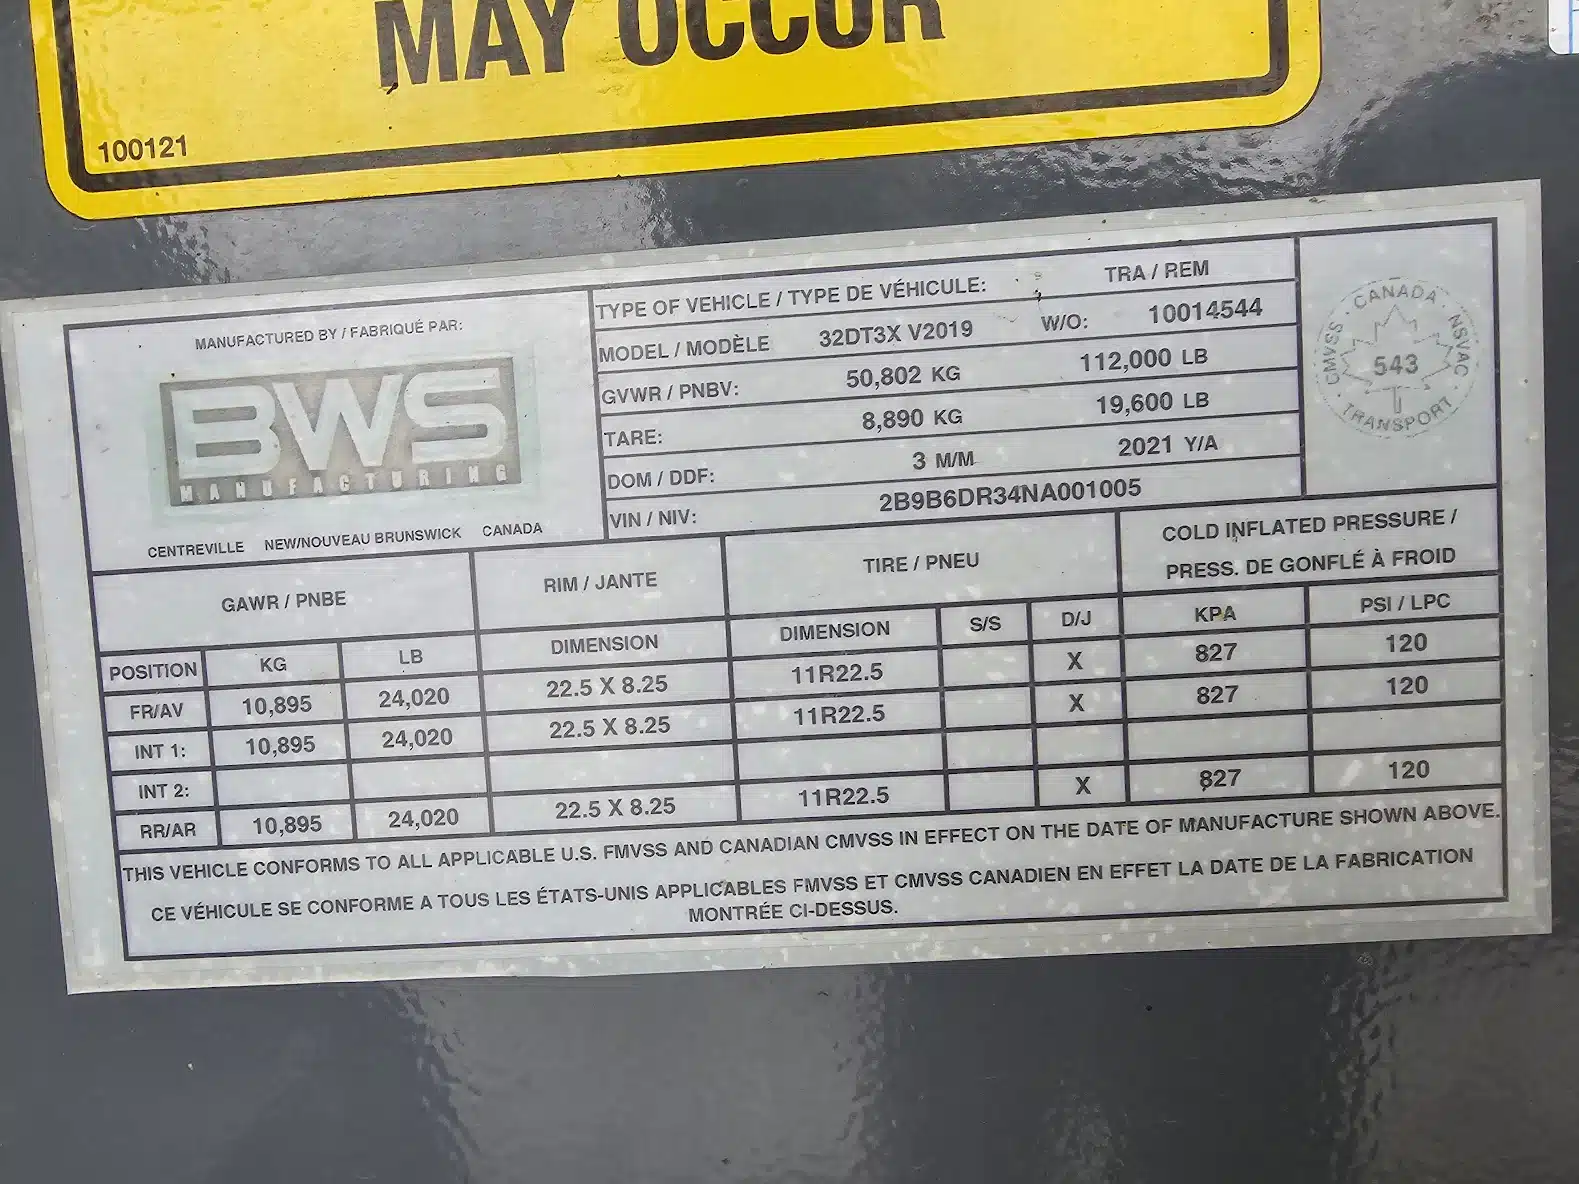 MAY OCCUR
100121
MANUFACTURED BY / FABRIQUÉ PAR:
BWS
MANUFACTURING
CENTREVILLE NEW/NOUVEAU BRUNSWICK CANADA
TYPE OF VEHICLE / TYPE DE VÉHICULE: TRA / REM
MODEL / MODÈLE 32DT3X V2019 W/O: 10014544
GVWR / PNBV: 50,802 KG 112,000 LB
TARE: 8,890 KG 19,600 LB
DOM / DDF: 3 M/M 2021 Y/A
VIN / NIV: 2B9B6DR34NA001005
CANADA
CMVSS 543 NSVAC
TRANSPORT
GAWR / PNBE RIM / JANTE TIRE / PNEU COLD INFLATED PRESSURE /
PRESS. DE GONFLÉ À FROID
POSITION KG LB DIMENSION DIMENSION S/S D/J KPA PSI / LPC
FR/AV 10,895 24,020 22.5 X 8.25 11R22.5 X 827 120
INT 1: 10,895 24,020 22.5 X 8.25 11R22.5 X 827 120
INT 2:
RR/AR 10,895 24,020 22.5 X 8.25 11R22.5 X 827 120
THIS VEHICLE CONFORMS TO ALL APPLICABLE U.S. FMVSS AND CANADIAN CMVSS IN EFFECT ON THE DATE OF MANUFACTURE SHOWN ABOVE.
CE VÉHICULE SE CONFORME A TOUS LES ÉTATS-UNIS APPLICABLES FMVSS ET CMVSS CANADIEN EN EFFET LA DATE DE LA FABRICATION
MONTRÉE CI-DESSUS.